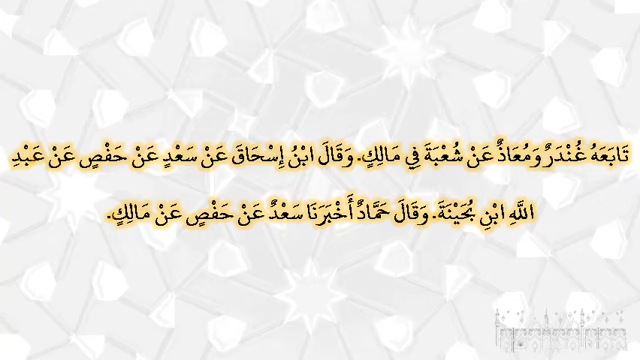 تَابَعَهُ غُنْدَرٌ وَمُعَاذٌ عَنْ شُعْبَةَ فِي مَالِكٍ. وَقَالَ ابْنُ إِسْحَاقَ عَنْ سَعْدٍ عَنْ حَفْصٍ عَنْ عَبْدِ
اللَّهِ ابْنِ بُحَيْنَةَ. وَقَالَ حَمَّادٌ أَخْبَرَنَا سَعْدٌ عَنْ حَفْصٍ عَنْ مَالِكٍ.